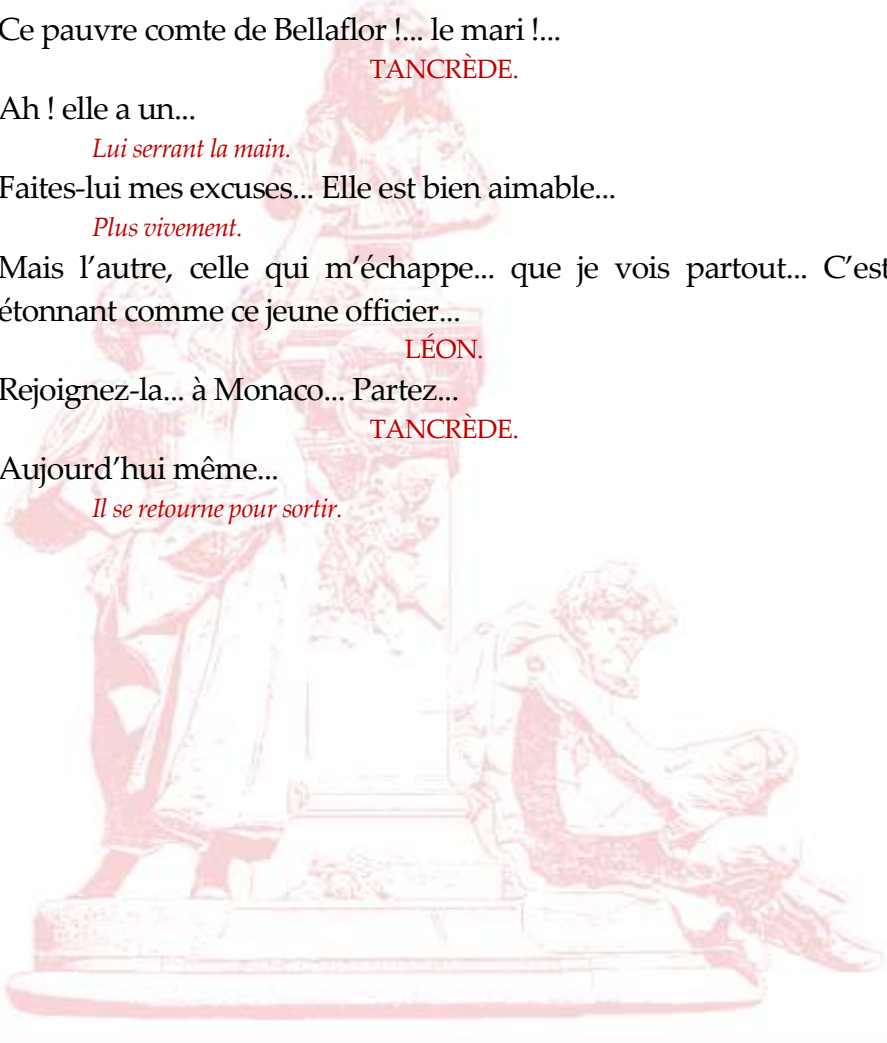 Ce pauvre comte de Bellaflor !... le mari !...
TANCRÈDE.
Ah ! elle a un...
Lui serrant la main.
Faites-lui mes excuses... Elle est bien aimable...
Plus vivement.
Mais l’autre, celle qui m’échappe... que je vois partout... C’est
étonnant comme ce jeune officier...
LÉON.
Rejoignez-la... à Monaco... Partez...
TANCRÈDE.
Aujourd’hui même...
Il se retourne pour sortir.